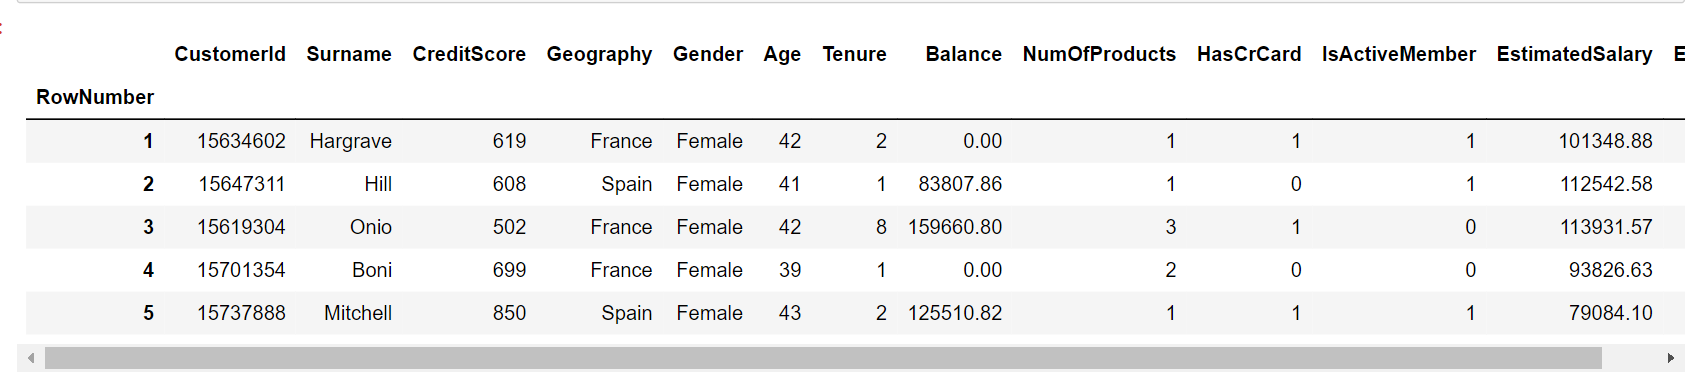 CustomerId Surname CreditScore Geography Gender Age Tenure Balance NumOfProducts HasCrCard IsActiveMember EstimatedSalary E
RowNumber
1 15634602 Hargrave 619 France Female 42 2 0.00 1 1 1 101348.88
2 15647311 Hill 608 Spain Female 41 1 83807.86 1 0 1 112542.58
3 15619304 Onio 502 France Female 42 8 159660.80 3 1 0 113931.57
4 15701354 Boni 699 France Female 39 1 0.00 2 0 0 93826.63
5 15737888 Mitchell 850 Spain Female 43 2 125510.82 1 1 1 79084.10